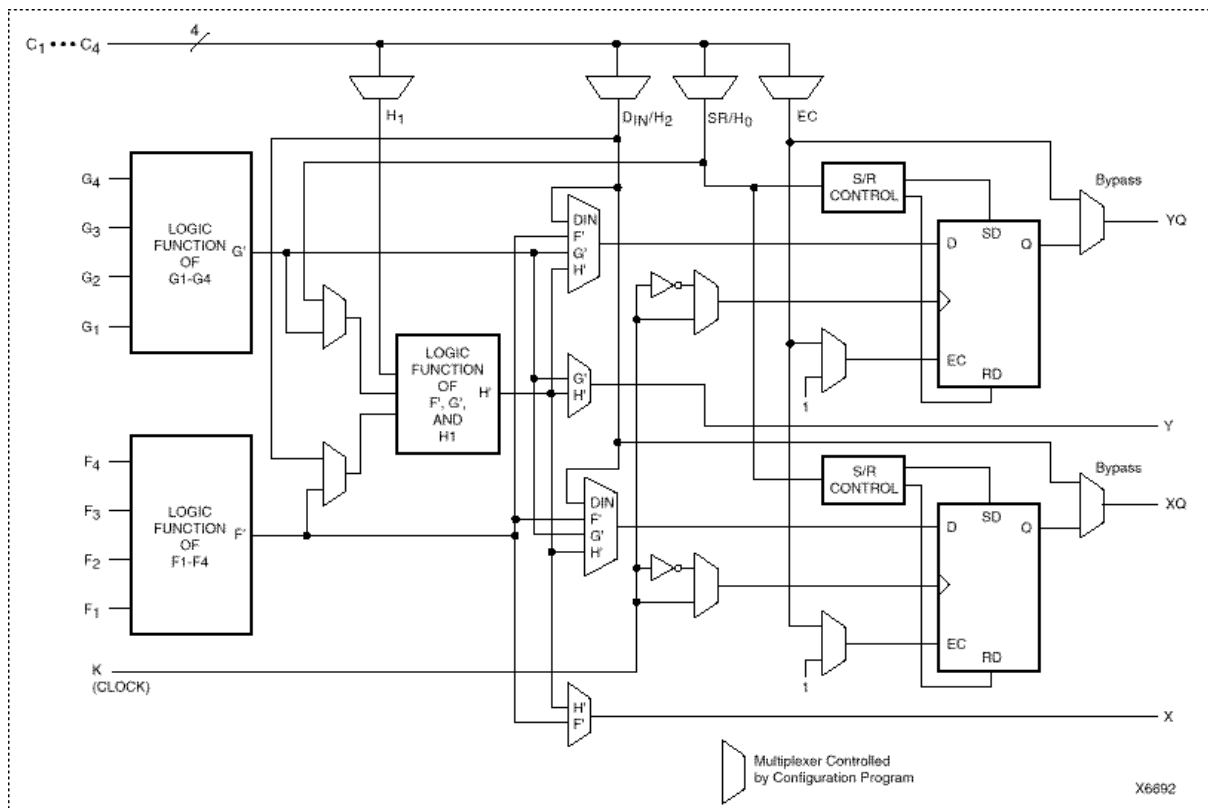 C1 ••• C4
4
H1
DIN/H2
SR/H0
EC
G4
G3
G2
G1
LOGIC
FUNCTION
OF
G1-G4
G'
DIN
F'
G'
H'
S/R
CONTROL
D
SD
Q
EC
RD
1
Bypass
YQ
LOGIC
FUNCTION
OF
F', G',
AND
H1
H'
G'
H'
Y
F4
F3
F2
F1
LOGIC
FUNCTION
OF
F1-F4
F'
DIN
F'
G'
H'
S/R
CONTROL
D
SD
Q
EC
RD
1
Bypass
XQ
K
(CLOCK)
H'
F'
X
Multiplexer Controlled
by Configuration Program
X6692